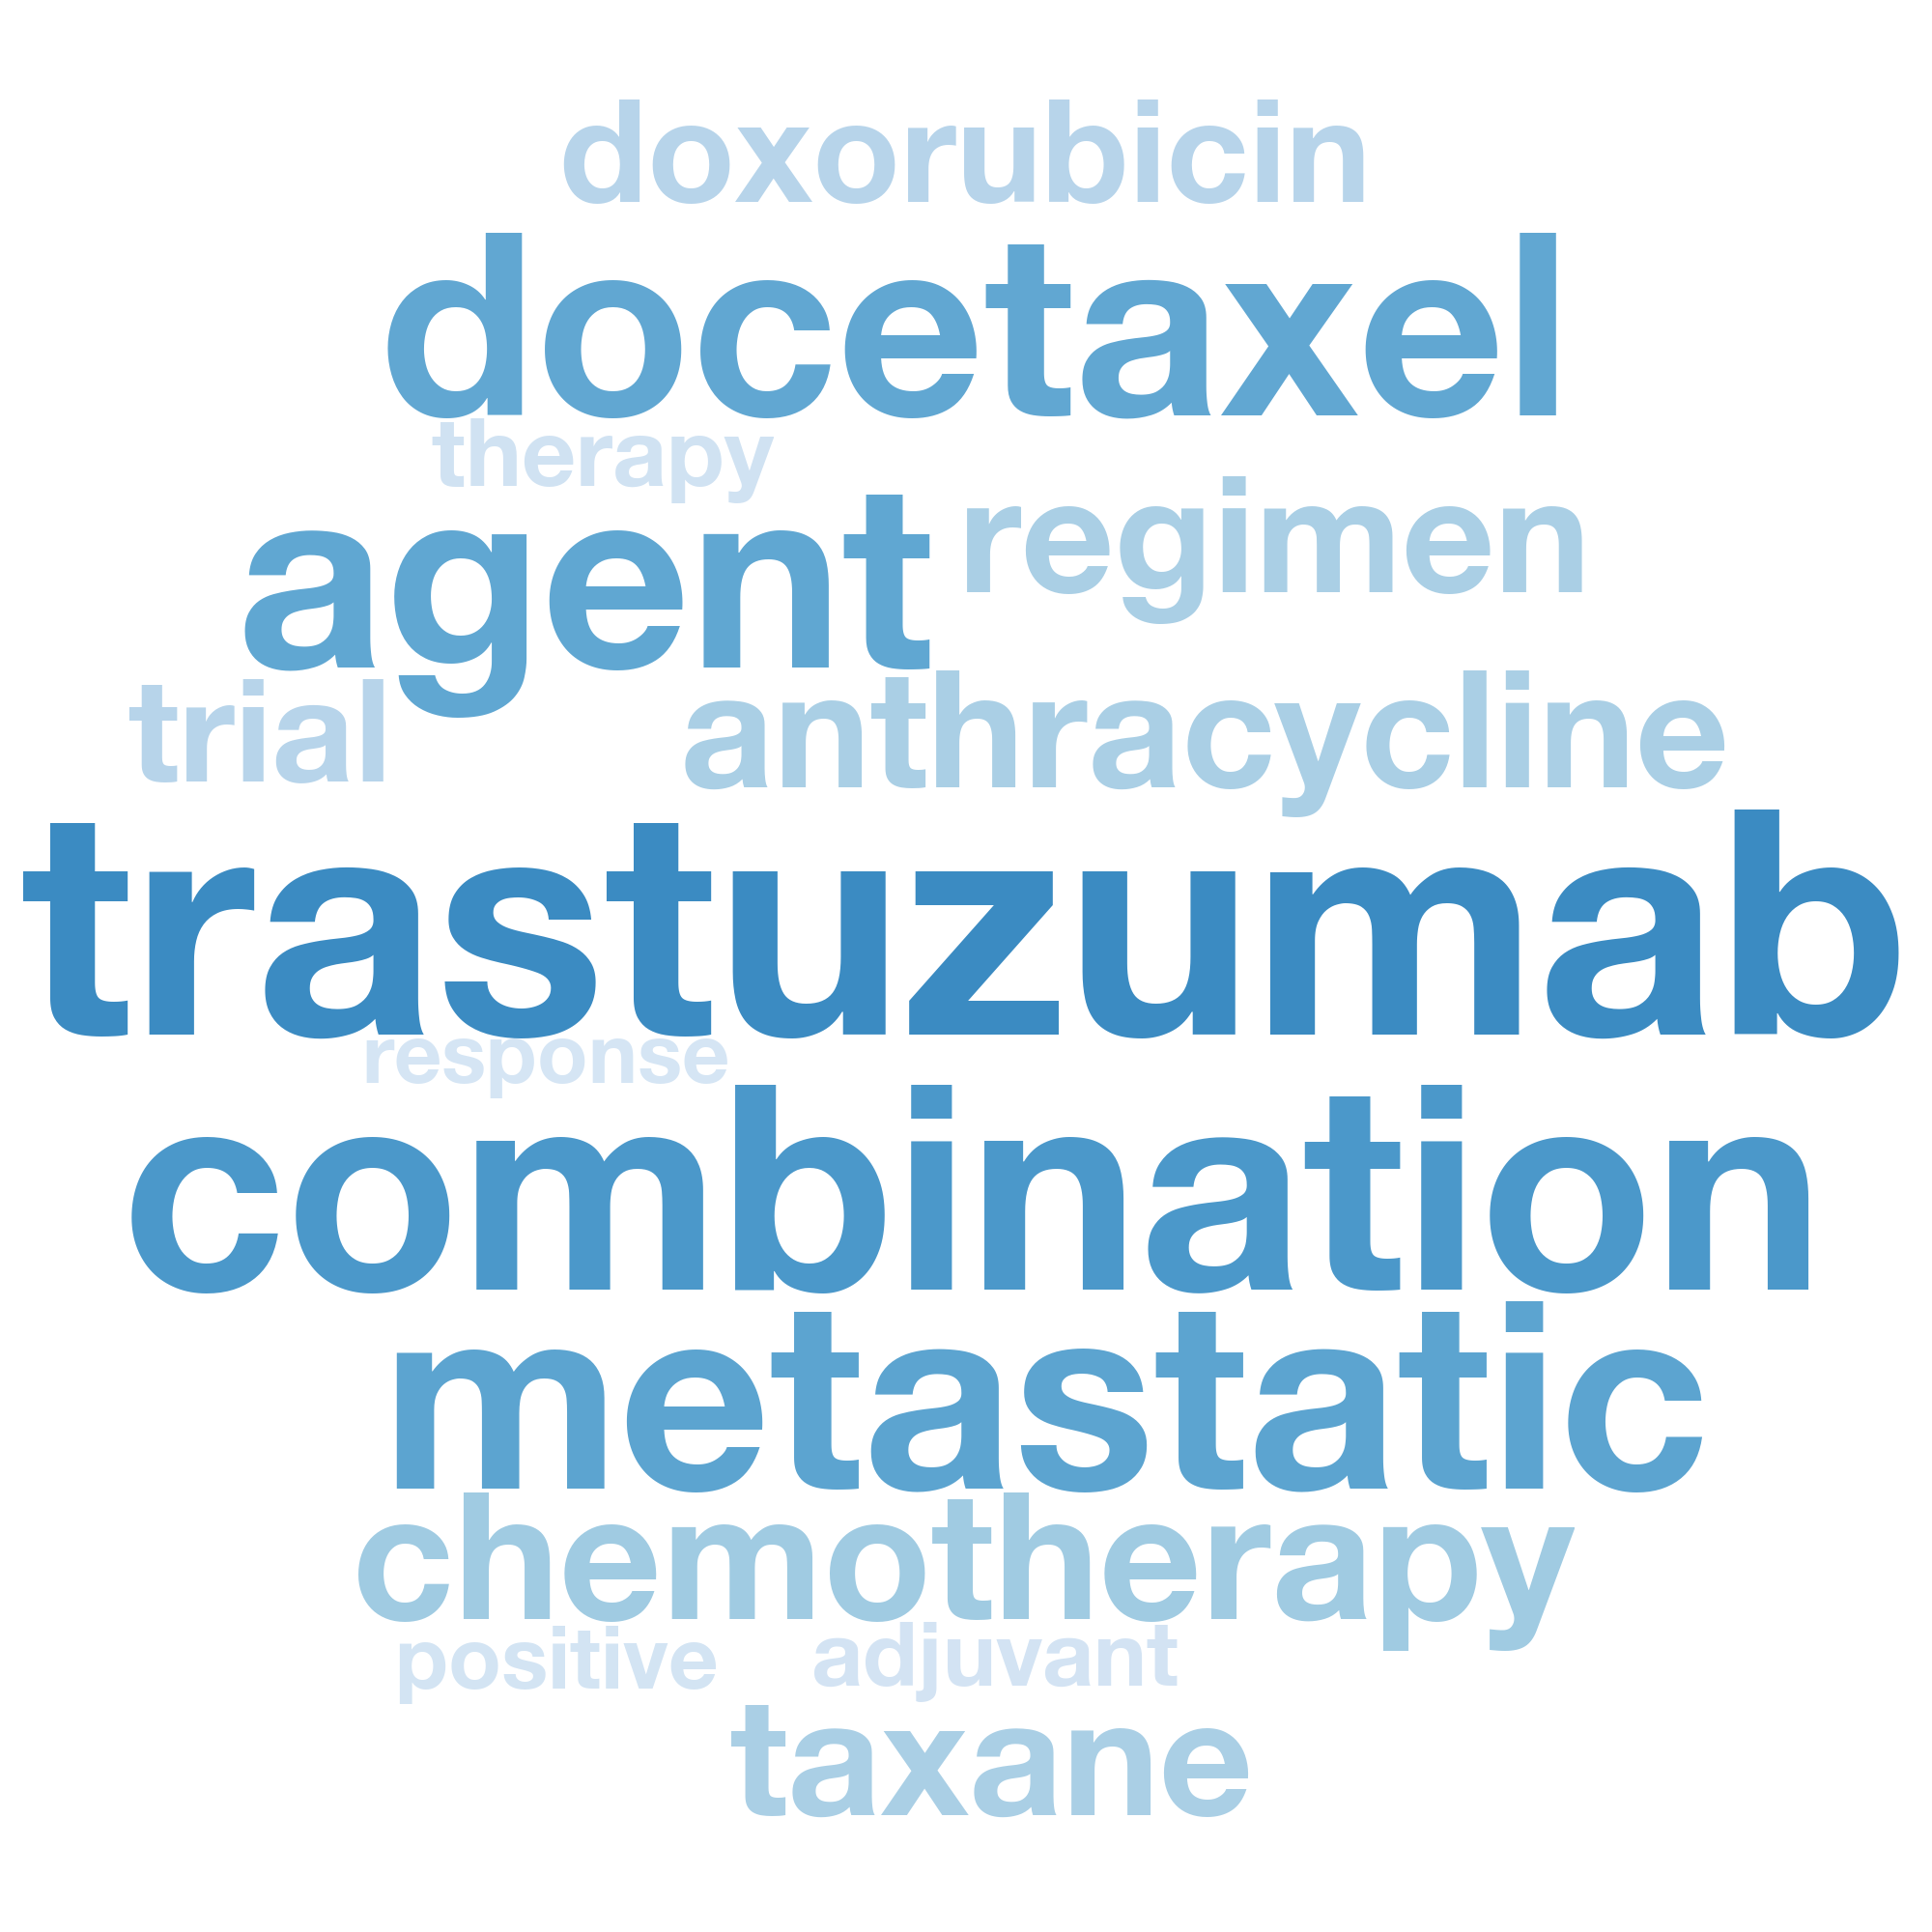 doxorubicin
docetaxel
therapy
agent regimen
trial anthracycline
trastuzumab
response
combination
metastatic
chemotherapy
positive adjuvant
taxane